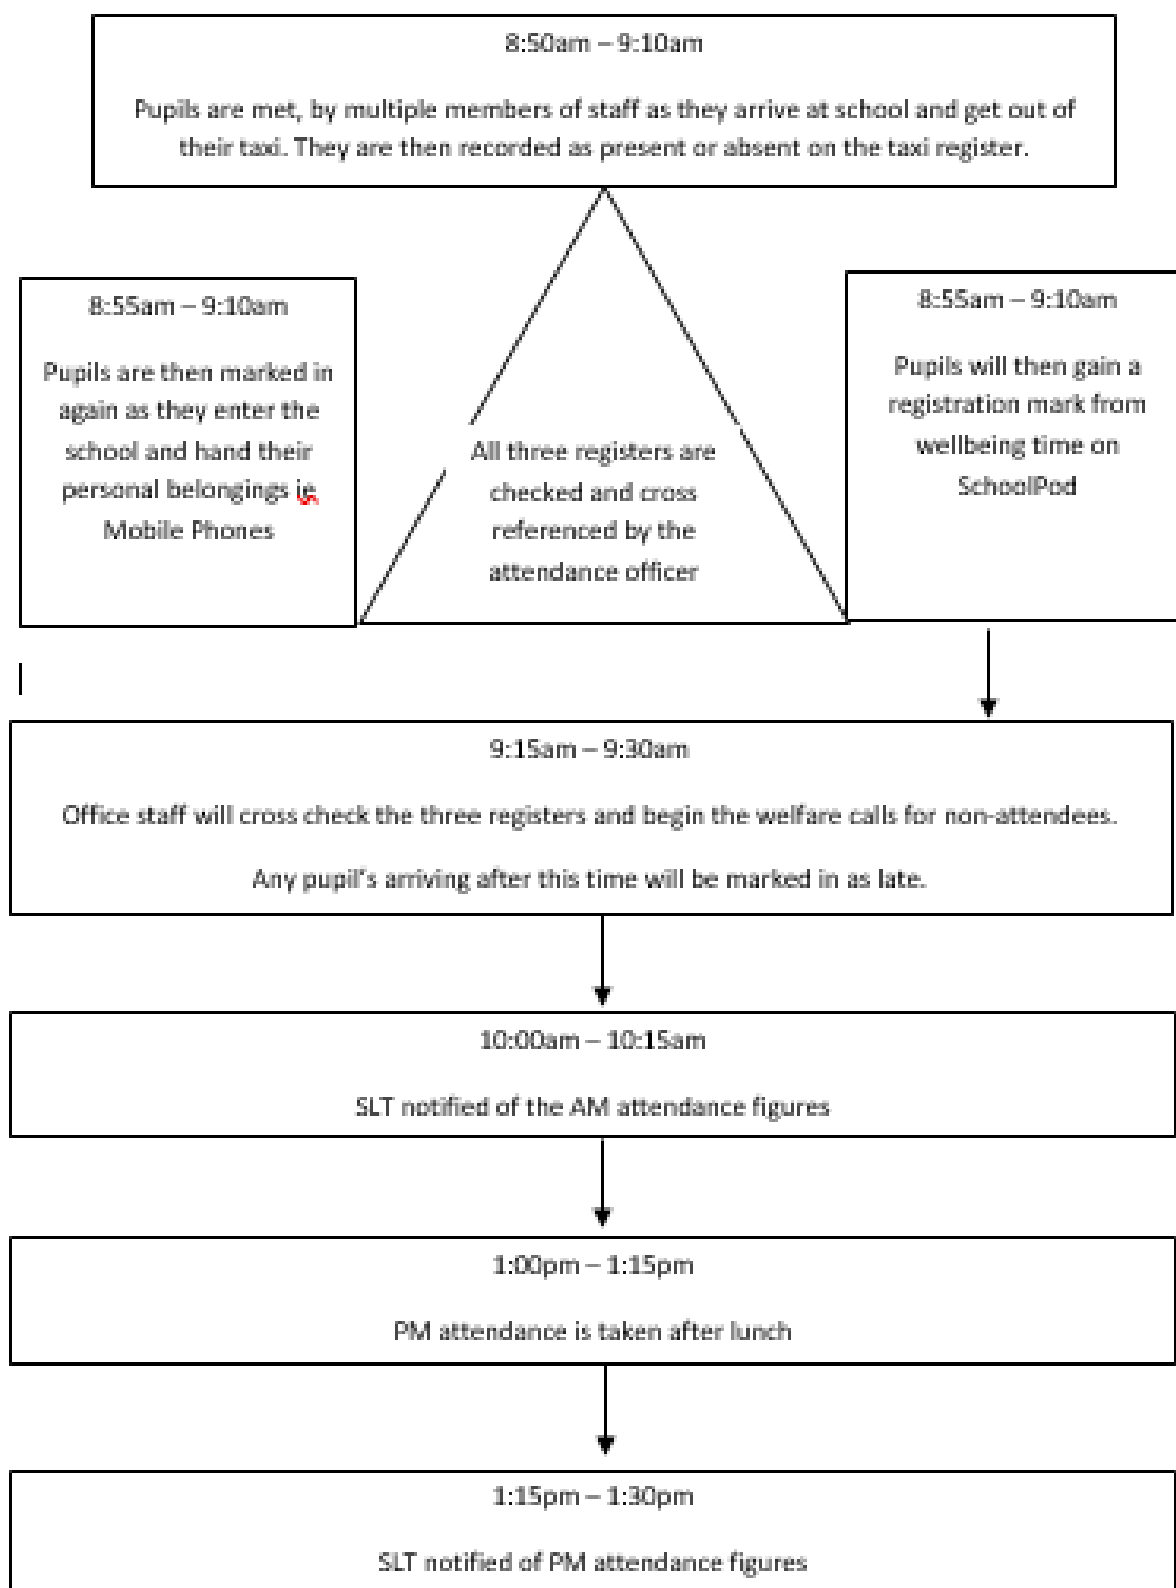 8:50am – 9:10am
Pupils are met, by multiple members of staff as they arrive at school and get out of
their taxi. They are then recorded as present or absent on the taxi register.
8:55am – 9:10am
Pupils are then marked in
again as they enter the
school and hand their
personal belongings ie
Mobile Phones
All three registers are
checked and cross
referenced by the
attendance officer
8:55am – 9:10am
Pupils will then gain a
registration mark from
wellbeing time on
SchoolPod
9:15am – 9:30am
Office staff will cross check the three registers and begin the welfare calls for non-attendees.
Any pupil's arriving after this time will be marked in as late.
10:00am – 10:15am
SLT notified of the AM attendance figures
1:00pm – 1:15pm
PM attendance is taken after lunch
1:15pm – 1:30pm
SLT notified of PM attendance figures